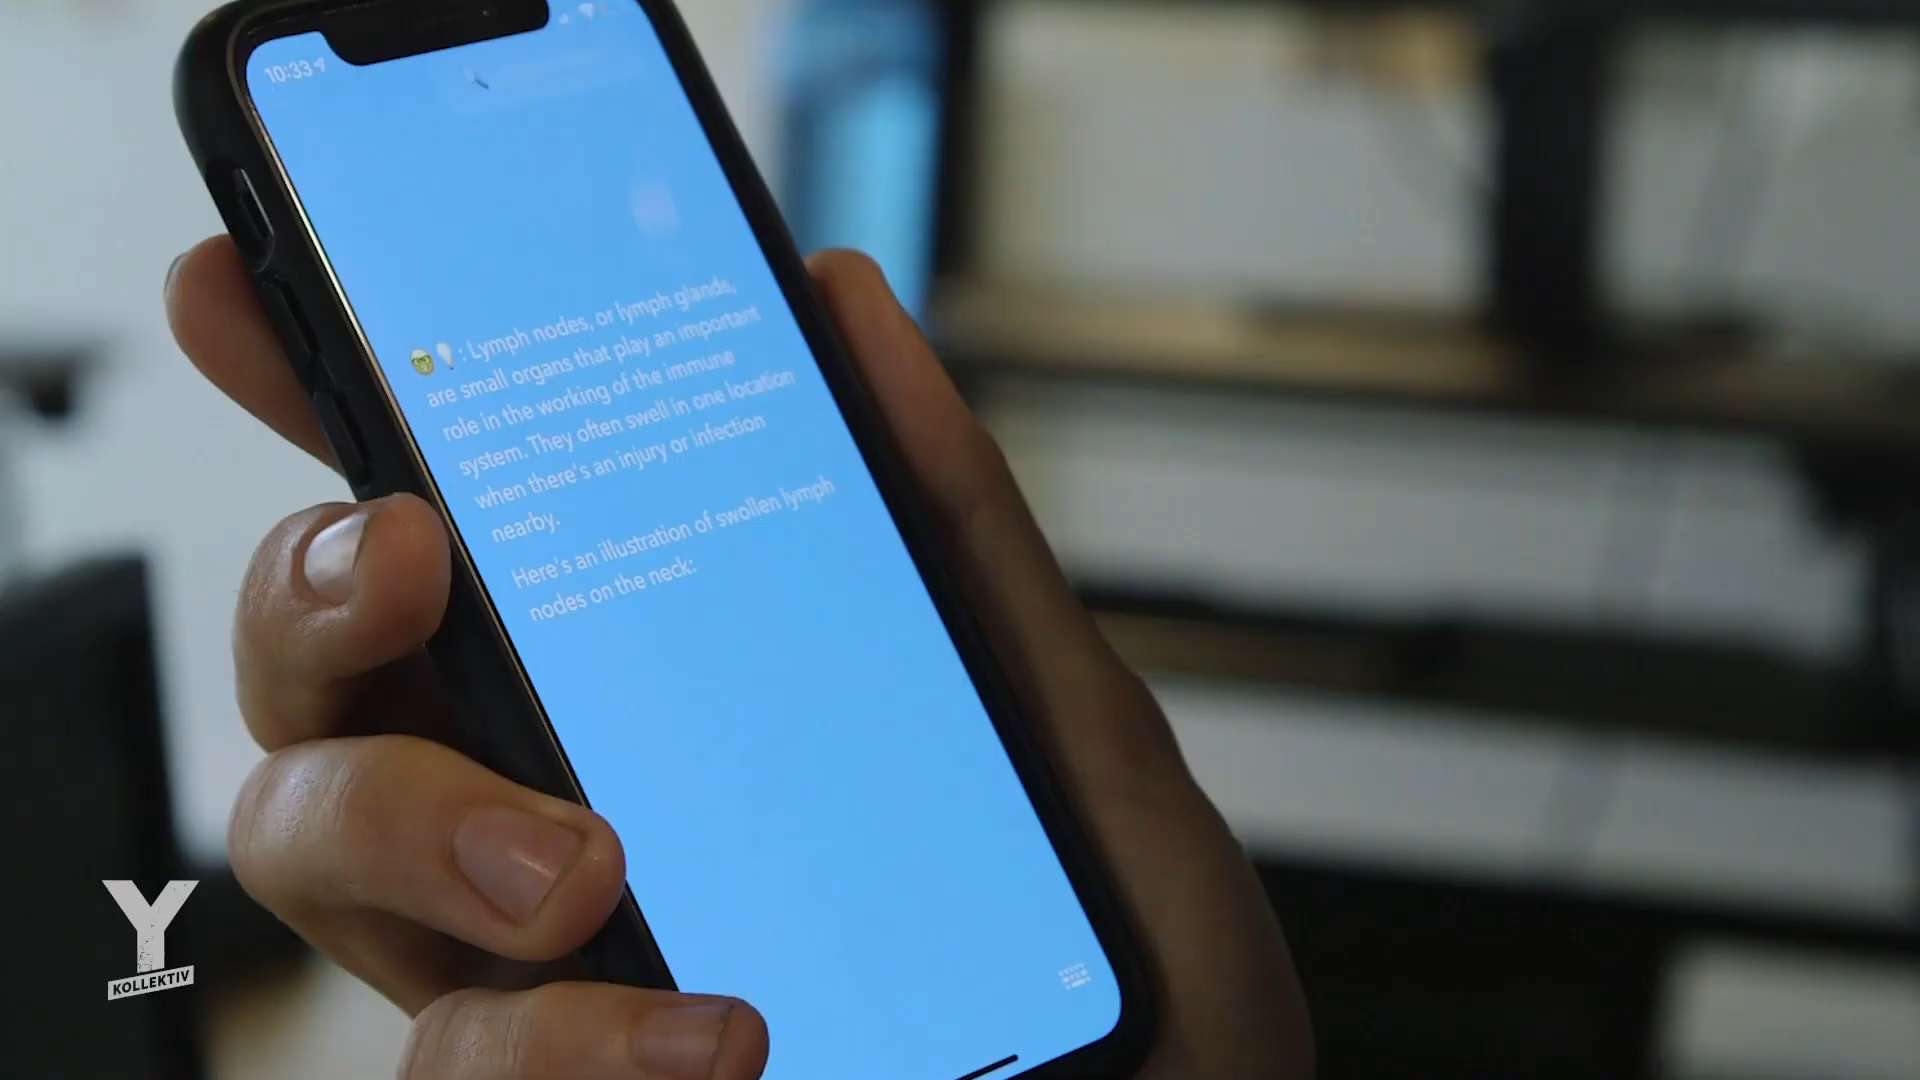 10:33
🤓💡: Lymph nodes, or lymph glands,
are small organs that play an important
role in the working of the immune
system. They often swell in one location
when there's an injury or infection
nearby.
Here's an illustration of swollen lymph
nodes on the neck:
Y
KOLLEKTIV